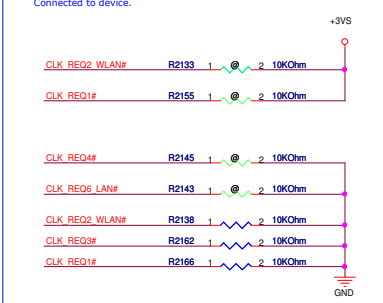 Connected to device.
+3VS
CLK_REQ2_WLAN# R2133 1 @ 2 10KOhm
CLK_REQ1# R2155 1 @ 2 10KOhm
CLK_REQ4# R2145 1 @ 2 10KOhm
CLK_REQ6_LAN# R2143 1 @ 2 10KOhm
CLK_REQ2_WLAN# R2138 1 2 10KOhm
CLK_REQ3# R2162 1 2 10KOhm
CLK_REQ1# R2166 1 2 10KOhm
GND